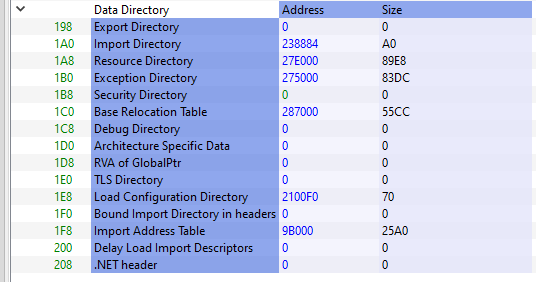 Data Directory Address Size
198 Export Directory 0 0
1A0 Import Directory 238884 A0
1A8 Resource Directory 27E000 89E8
1B0 Exception Directory 275000 83DC
1B8 Security Directory 0 0
1C0 Base Relocation Table 287000 55CC
1C8 Debug Directory 0 0
1D0 Architecture Specific Data 0 0
1D8 RVA of GlobalPtr 0 0
1E0 TLS Directory 0 0
1E8 Load Configuration Directory 2100F0 70
1F0 Bound Import Directory in headers 0 0
1F8 Import Address Table 9B000 25A0
200 Delay Load Import Descriptors 0 0
208 .NET header 0 0